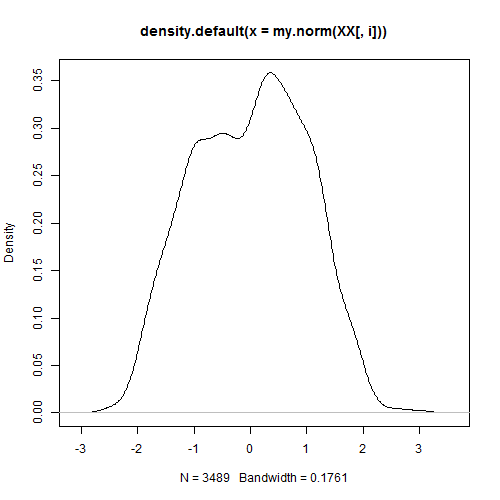 density.default(x = my.norm(XX[, i]))
Density
0.35
0.30
0.25
0.20
0.15
0.10
0.05
0.00
-3 -2 -1 0 1 2 3
N = 3489 Bandwidth = 0.1761